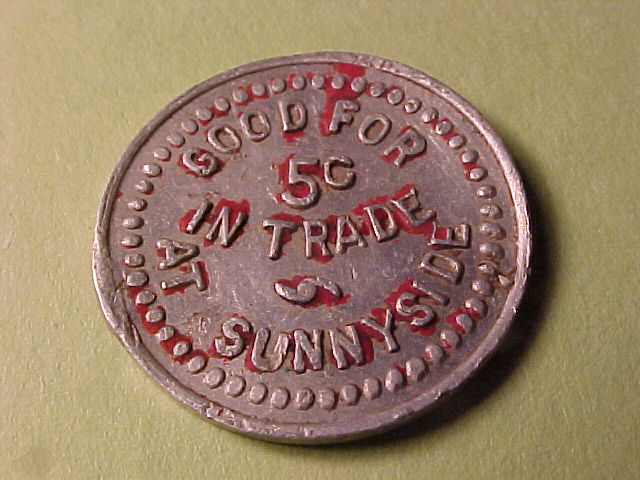 GOOD FOR
5C
IN TRADE
AT SUNNYSIDE